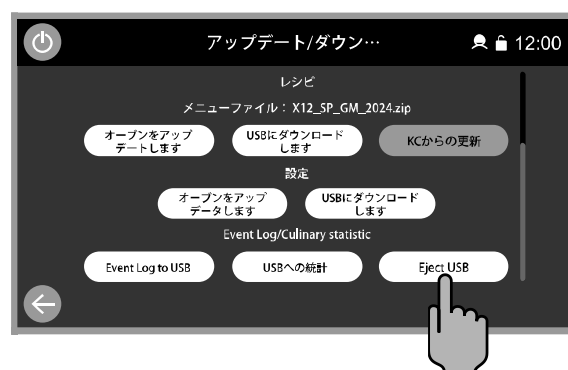 アップデート/ダウン… 12:00
レシピ
メニューファイル： X12_SP_GM_2024.zip
オーブンをアップ
デートします
USBにダウンロード
します
KCからの更新
設定
オーブンをアップ
データします
USBにダウンロード
します
Event Log/Culinary statistic
Event Log to USB
USBへの統計
Eject USB